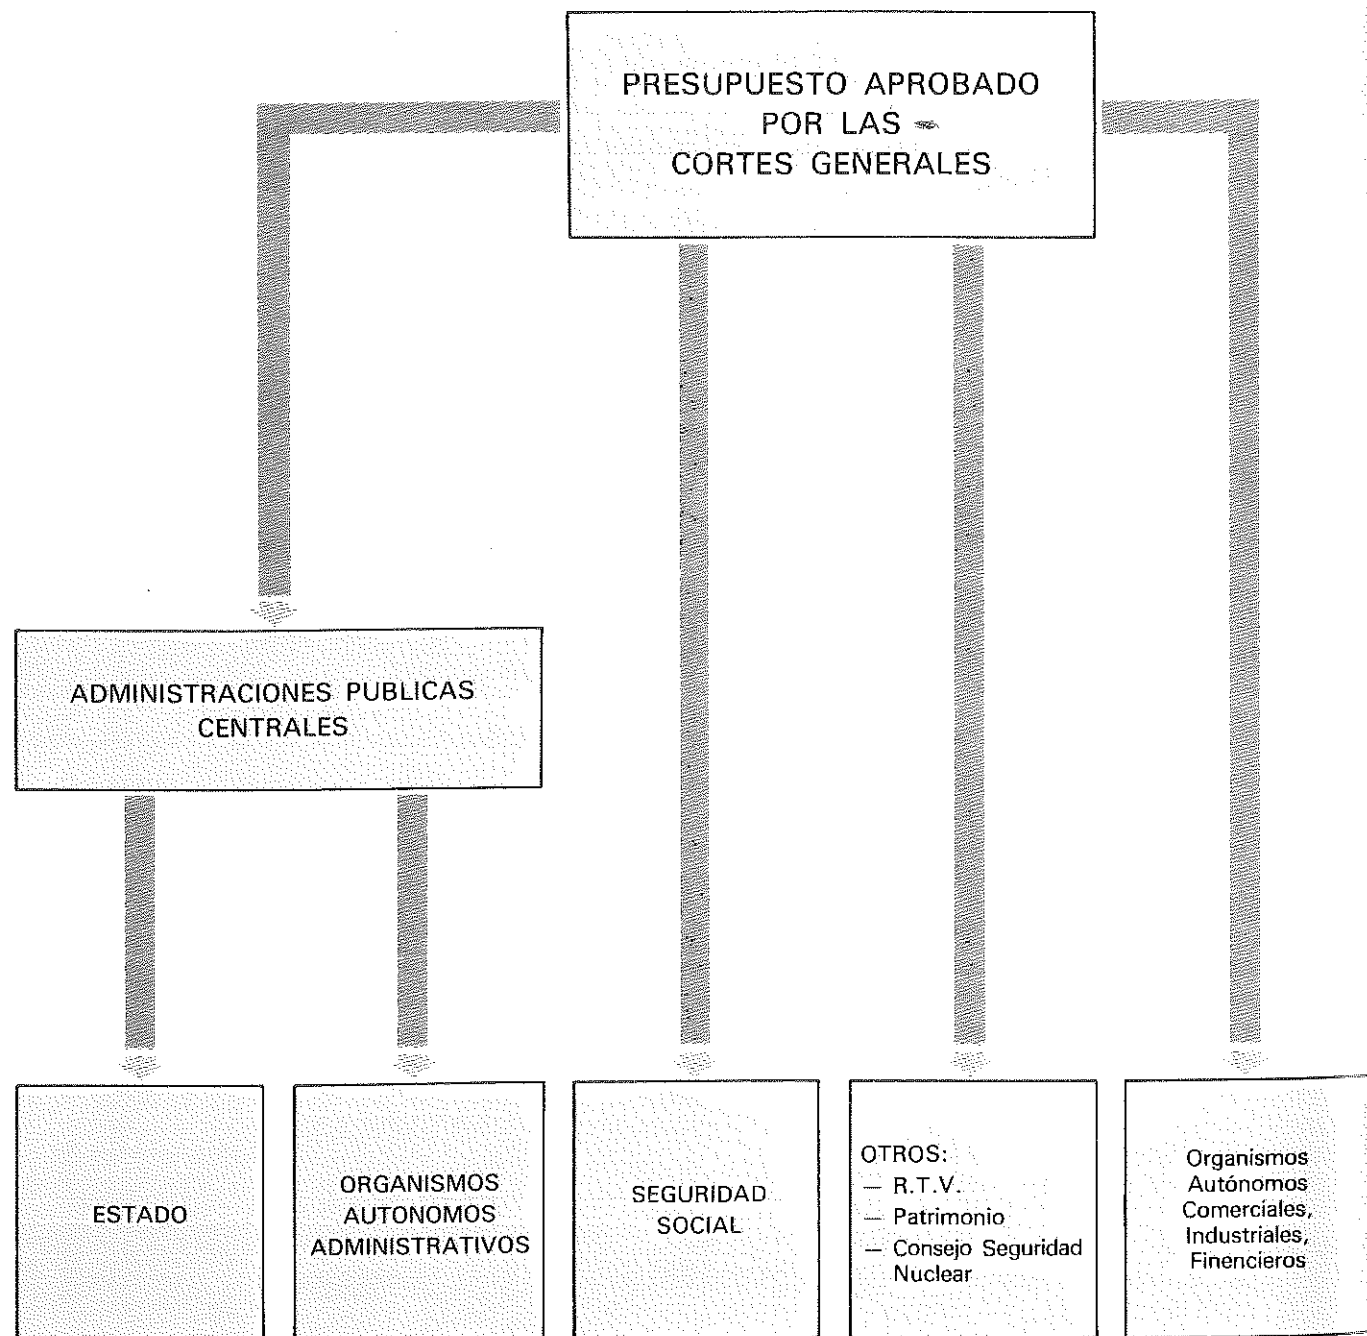 PRESUPUESTO APROBADO
POR LAS
CORTES GENERALES
ADMINISTRACIONES PUBLICAS
CENTRALES
ESTADO
ORGANISMOS
AUTONOMOS
ADMINISTRATIVOS
SEGURIDAD
SOCIAL
OTROS:
— R.T.V.
— Patrimonio
— Consejo Seguridad
Nuclear
Organismos
Autónomos
Comerciales,
Industriales,
Financieros